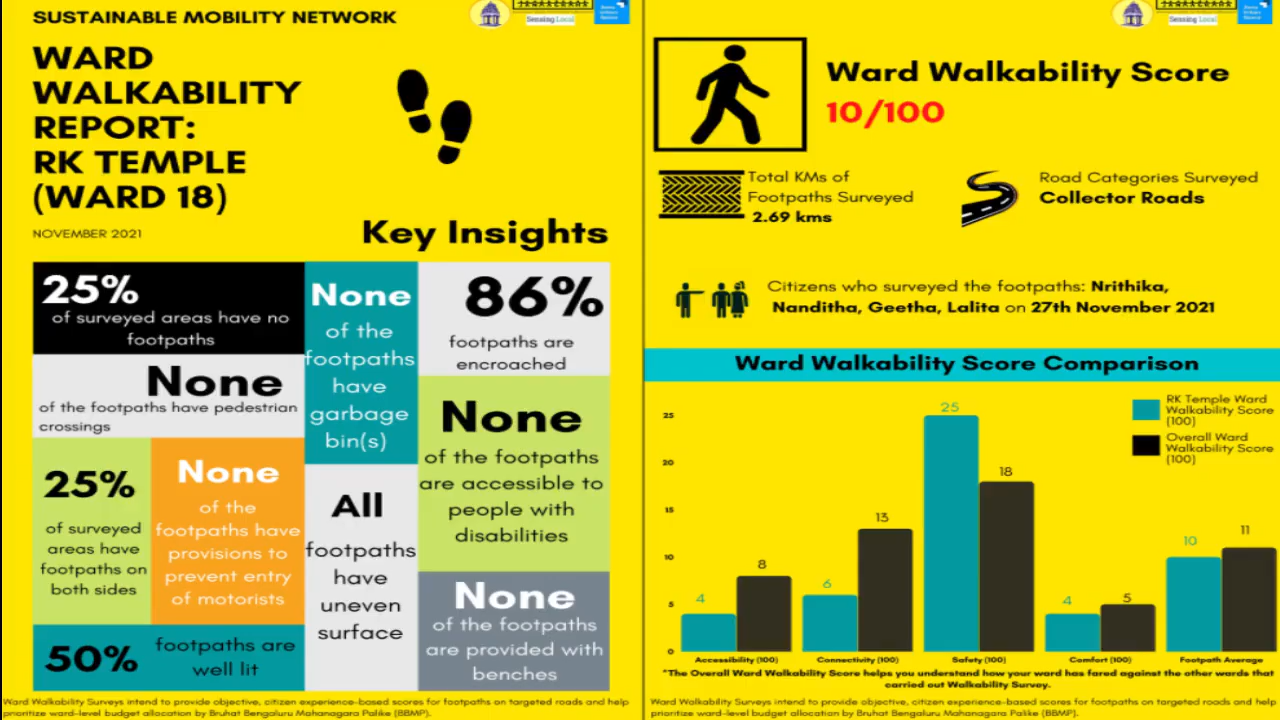 SUSTAINABLE MOBILITY NETWORK
Sensing Local
WARD
WALKABILITY
REPORT:
RK TEMPLE
(WARD 18)
NOVEMBER 2021
Key Insights
25%
of surveyed areas have no
footpaths
None
of the footpaths have pedestrian
crossings
25%
of surveyed
areas have
footpaths on
both sides
None
of the
footpaths have
provisions to
prevent entry
of motorists
50%
footpaths are
well lit
None
of the
footpaths
have
garbage
bin(s)
All
footpaths
have
uneven
surface
86%
footpaths are
encroached
None
of the footpaths
are accessible to
people with
disabilities
None
of the footpaths
are provided with
benches
Ward Walkability Surveys intend to provide objective, citizen experience-based scores for footpaths on targeted roads and help
prioritize ward-level budget allocation by Bruhat Bengaluru Mahanagara Palike (BBMP).
Sensing Local
Ward Walkability Score
10/100
Total KMs of
Footpaths Surveyed
2.69 kms
Road Categories Surveyed
Collector Roads
Citizens who surveyed the footpaths: Nrithika,
Nanditha, Geetha, Lalita on 27th November 2021
Ward Walkability Score Comparison
RK Temple Ward
Walkability Score
(100)
Overall Ward
Walkability Score
(100)
25
20
15
10
5
0
4
8
6
13
25
18
4
5
10
11
Accessibility (100)
Connectivity (100)
Safety (100)
Comfort (100)
Footpath Average
*The Overall Ward Walkability Score helps you understand how your ward has fared against the other wards that
carried out Walkability Survey.
Ward Walkability Surveys intend to provide objective, citizen experience-based scores for footpaths on targeted roads and help
prioritize ward-level budget allocation by Bruhat Bengaluru Mahanagara Palike (BBMP).